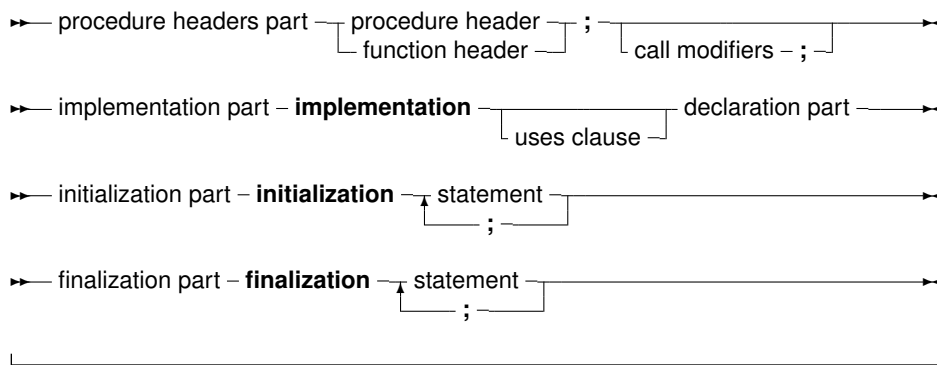 procedure headers part procedure header ;
function header call modifiers ;
implementation part implementation declaration part
uses clause
initialization part initialization statement
;
finalization part finalization statement
;